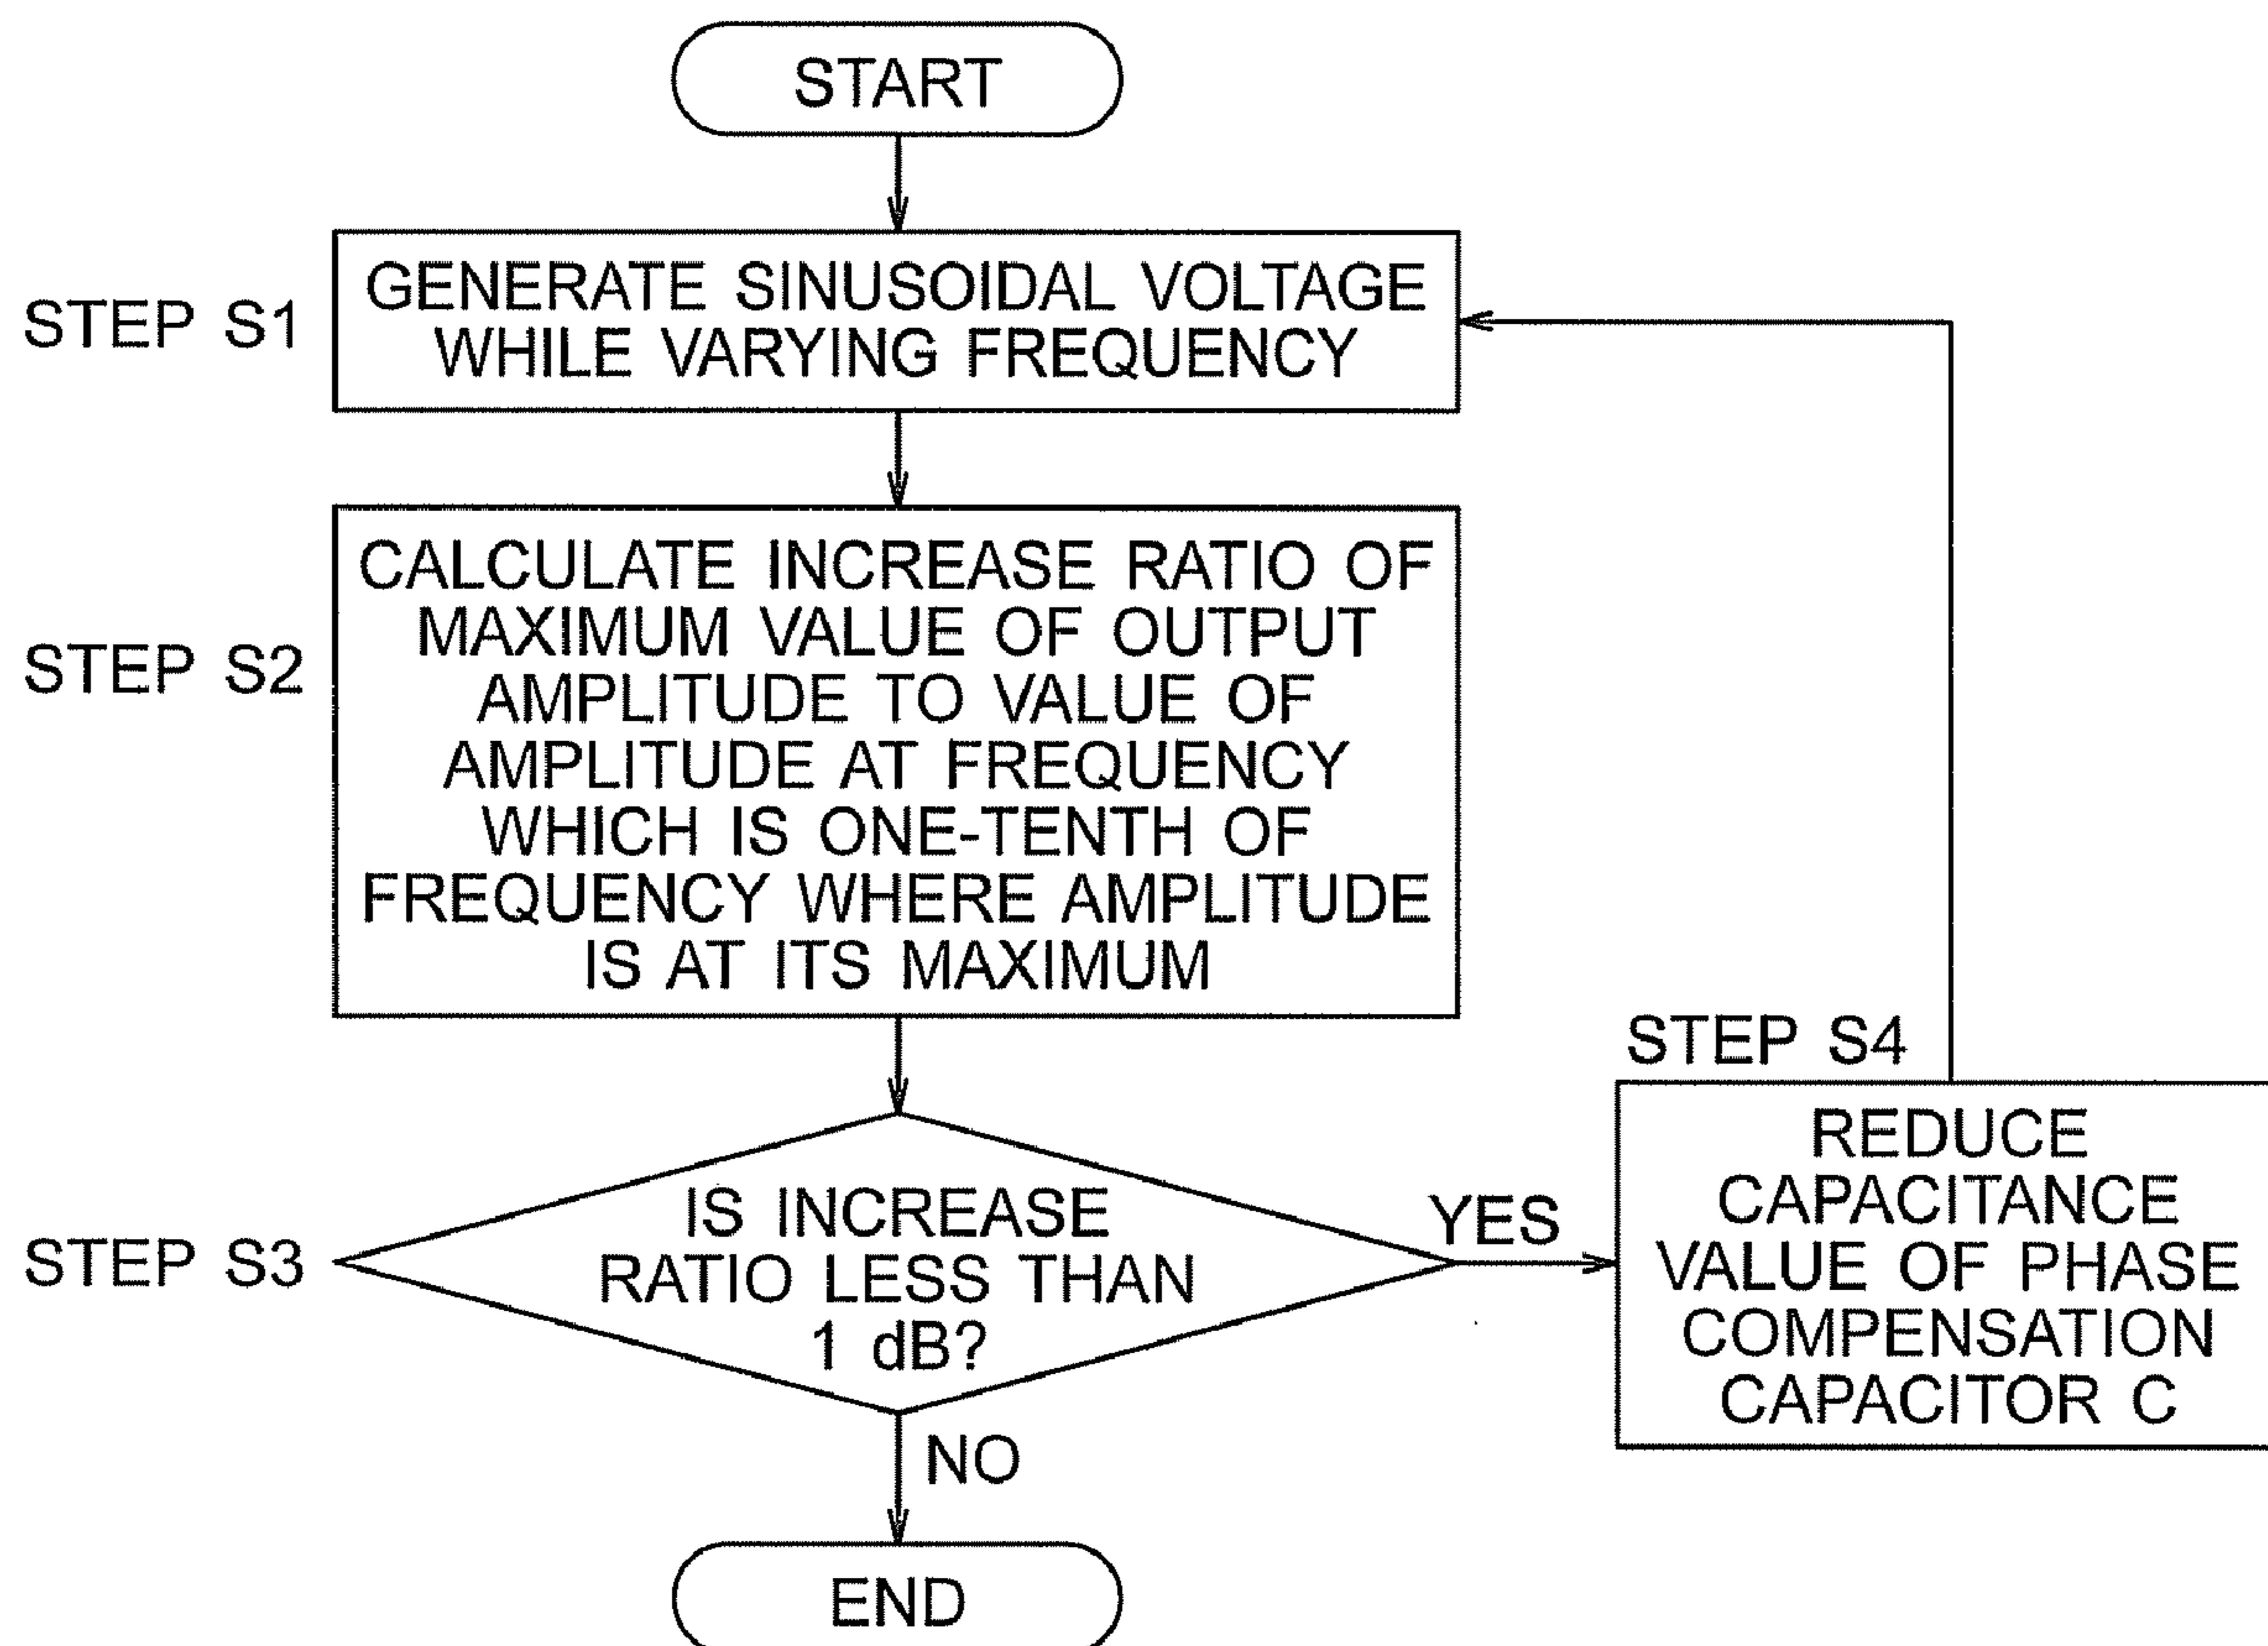 START
STEP S1
GENERATE SINUSOIDAL VOLTAGE
WHILE VARYING FREQUENCY
STEP S2
CALCULATE INCREASE RATIO OF
MAXIMUM VALUE OF OUTPUT
AMPLITUDE TO VALUE OF
AMPLITUDE AT FREQUENCY
WHICH IS ONE-TENTH OF
FREQUENCY WHERE AMPLITUDE
IS AT ITS MAXIMUM
STEP S3
IS INCREASE
RATIO LESS THAN
1 dB?
YES
STEP S4
REDUCE
CAPACITANCE
VALUE OF PHASE
COMPENSATION
CAPACITOR C
NO
END